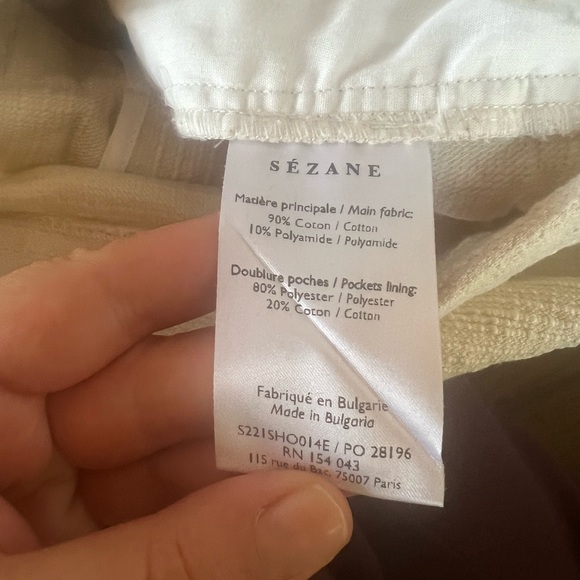 SÉZANE
Matière principale / Main fabric:
90% Coton / Cotton
10% Polyamide / Polyamide
Doublure poches / Pockets lining:
80% Polyester / Polyester
20% Coton / Cotton
Fabriqué en Bulgarie
Made in Bulgaria
S221SHO014E / PO 28196
RN 154 043
115 rue du Bac, 75007 Paris